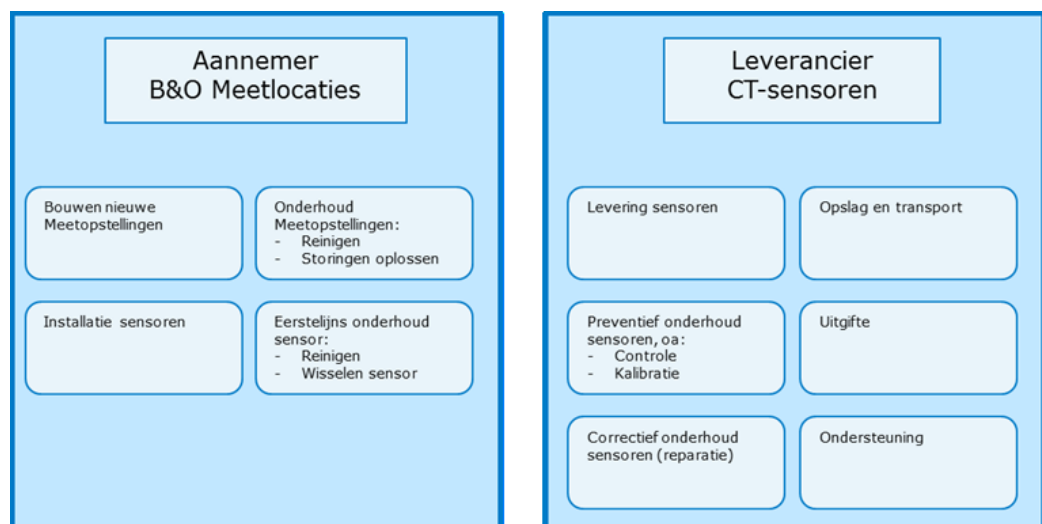 Aannemer
B&O Meetlocaties
Bouwen nieuwe
Meetopstellingen
Onderhoud
Meetopstellingen:
- Reinigen
- Storingen oplossen
Installatie sensoren
Eerstelijns onderhoud
sensor:
- Reinigen
- Wisselen sensor
Leverancier
CT-sensoren
Levering sensoren
Opslag en transport
Preventief onderhoud
sensoren, oa:
- Controle
- Kalibratie
Uitgifte
Correctief onderhoud
sensoren (reparatie)
Ondersteuning